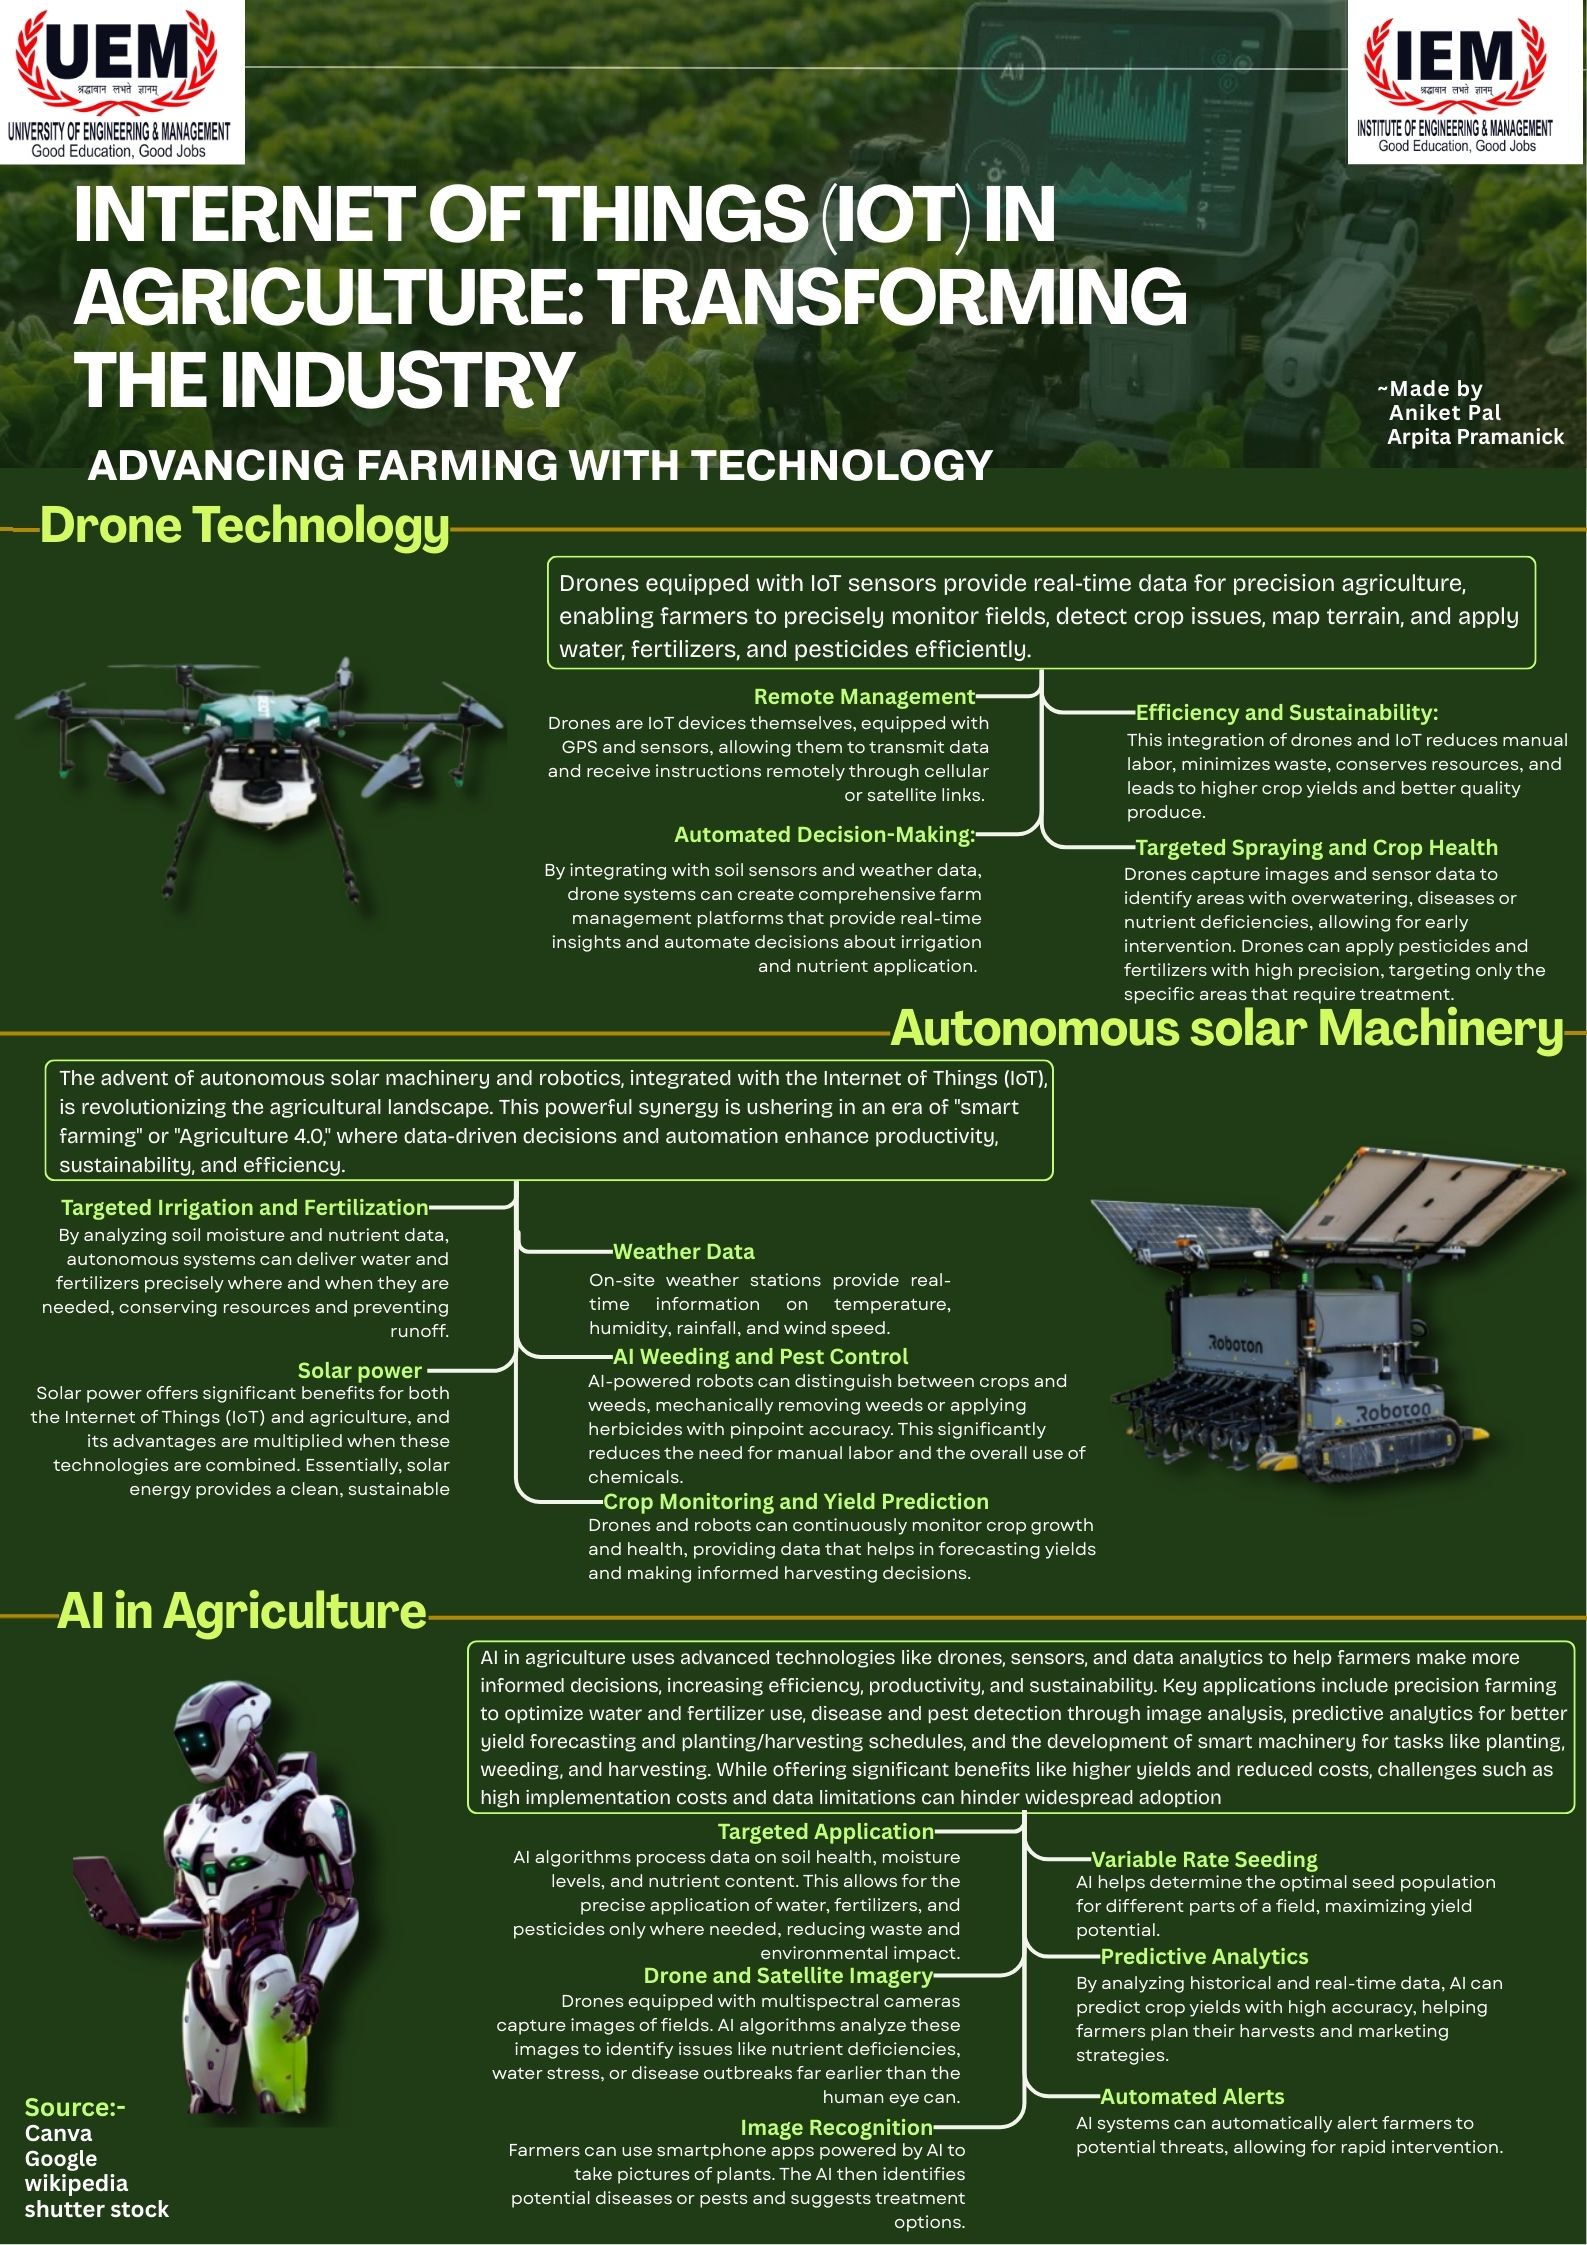 UEM
श्रद्धावान लभते ज्ञानम्
UNIVERSITY OF ENGINEERING & MANAGEMENT
Good Education, Good Jobs
IEM
श्रद्धावान लभते ज्ञानम्
INSTITUTE OF ENGINEERING & MANAGEMENT
Good Education, Good Jobs
AI
INTERNET OF THINGS (IOT) IN
AGRICULTURE: TRANSFORMING
THE INDUSTRY
~Made by
Aniket Pal
Arpita Pramanick
ADVANCING FARMING WITH TECHNOLOGY
Drone Technology
Drones equipped with IoT sensors provide real-time data for precision agriculture,
enabling farmers to precisely monitor fields, detect crop issues, map terrain, and apply
water, fertilizers, and pesticides efficiently.
Remote Management
Drones are IoT devices themselves, equipped with
GPS and sensors, allowing them to transmit data
and receive instructions remotely through cellular
or satellite links.
Automated Decision-Making:
By integrating with soil sensors and weather data,
drone systems can create comprehensive farm
management platforms that provide real-time
insights and automate decisions about irrigation
and nutrient application.
Efficiency and Sustainability:
This integration of drones and IoT reduces manual
labor, minimizes waste, conserves resources, and
leads to higher crop yields and better quality
produce.
Targeted Spraying and Crop Health
Drones capture images and sensor data to
identify areas with overwatering, diseases or
nutrient deficiencies, allowing for early
intervention. Drones can apply pesticides and
fertilizers with high precision, targeting only the
specific areas that require treatment.
Autonomous solar Machinery
The advent of autonomous solar machinery and robotics, integrated with the Internet of Things (IoT),
is revolutionizing the agricultural landscape. This powerful synergy is ushering in an era of "smart
farming" or "Agriculture 4.0," where data-driven decisions and automation enhance productivity,
sustainability, and efficiency.
Targeted Irrigation and Fertilization
By analyzing soil moisture and nutrient data,
autonomous systems can deliver water and
fertilizers precisely where and when they are
needed, conserving resources and preventing
runoff.
Solar power
Solar power offers significant benefits for both
the Internet of Things (IoT) and agriculture, and
its advantages are multiplied when these
technologies are combined. Essentially, solar
energy provides a clean, sustainable
Weather Data
On-site weather stations provide real-
time information on temperature,
humidity, rainfall, and wind speed.
AI Weeding and Pest Control
AI-powered robots can distinguish between crops and
weeds, mechanically removing weeds or applying
herbicides with pinpoint accuracy. This significantly
reduces the need for manual labor and the overall use of
chemicals.
Crop Monitoring and Yield Prediction
Drones and robots can continuously monitor crop growth
and health, providing data that helps in forecasting yields
and making informed harvesting decisions.
Roboton
Roboton
AI in Agriculture
AI in agriculture uses advanced technologies like drones, sensors, and data analytics to help farmers make more
informed decisions, increasing efficiency, productivity, and sustainability. Key applications include precision farming
to optimize water and fertilizer use, disease and pest detection through image analysis, predictive analytics for better
yield forecasting and planting/harvesting schedules, and the development of smart machinery for tasks like planting,
weeding, and harvesting. While offering significant benefits like higher yields and reduced costs, challenges such as
high implementation costs and data limitations can hinder widespread adoption
Targeted Application
AI algorithms process data on soil health, moisture
levels, and nutrient content. This allows for the
precise application of water, fertilizers, and
pesticides only where needed, reducing waste and
environmental impact.
Drone and Satellite Imagery
Drones equipped with multispectral cameras
capture images of fields. AI algorithms analyze these
images to identify issues like nutrient deficiencies,
water stress, or disease outbreaks far earlier than the
human eye can.
Image Recognition
Farmers can use smartphone apps powered by AI to
take pictures of plants. The AI then identifies
potential diseases or pests and suggests treatment
options.
Variable Rate Seeding
AI helps determine the optimal seed population
for different parts of a field, maximizing yield
potential.
Predictive Analytics
By analyzing historical and real-time data, AI can
predict crop yields with high accuracy, helping
farmers plan their harvests and marketing
strategies.
Automated Alerts
AI systems can automatically alert farmers to
potential threats, allowing for rapid intervention.
Source:-
Canva
Google
wikipedia
shutter stock